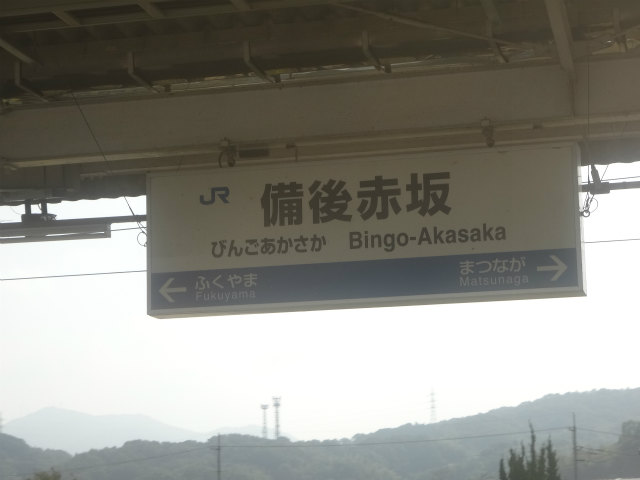 JR 備後赤坂
びんごあかさか Bingo-Akasaka
← ふくやま まつなが →
Fukuyama Matsunaga